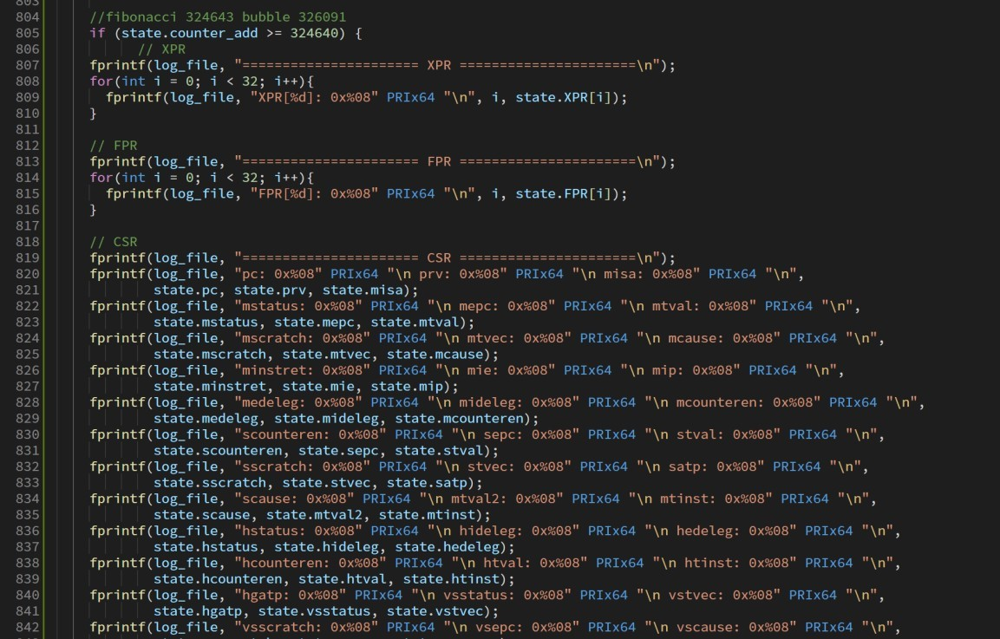 804 //fibonacci 324643 bubble 326091
805 if (state.counter_add >= 324640) {
806 // XPR
807 fprintf(log_file, "====================== XPR ======================\n");
808 for(int i = 0; i < 32; i++){
809 fprintf(log_file, "XPR[%d]: 0x%08" PRIx64 "\n", i, state.XPR[i]);
810 }
811
812 // FPR
813 fprintf(log_file, "====================== FPR ======================\n");
814 for(int i = 0; i < 32; i++){
815 fprintf(log_file, "FPR[%d]: 0x%08" PRIx64 "\n", i, state.FPR[i]);
816 }
817
818 // CSR
819 fprintf(log_file, "====================== CSR ======================\n");
820 fprintf(log_file, "pc: 0x%08" PRIx64 "\n prv: 0x%08" PRIx64 "\n misa: 0x%08" PRIx64 "\n",
821 state.pc, state.prv, state.misa);
822 fprintf(log_file, "mstatus: 0x%08" PRIx64 "\n mepc: 0x%08" PRIx64 "\n mtval: 0x%08" PRIx64 "\n",
823 state.mstatus, state.mepc, state.mtval);
824 fprintf(log_file, "mscratch: 0x%08" PRIx64 "\n mtvec: 0x%08" PRIx64 "\n mcause: 0x%08" PRIx64 "\n",
825 state.mscratch, state.mtvec, state.mcause);
826 fprintf(log_file, "minstret: 0x%08" PRIx64 "\n mie: 0x%08" PRIx64 "\n mip: 0x%08" PRIx64 "\n",
827 state.minstret, state.mie, state.mip);
828 fprintf(log_file, "medeleg: 0x%08" PRIx64 "\n mideleg: 0x%08" PRIx64 "\n mcounteren: 0x%08" PRIx64 "\n",
829 state.medeleg, state.mideleg, state.mcounteren);
830 fprintf(log_file, "scounteren: 0x%08" PRIx64 "\n sepc: 0x%08" PRIx64 "\n stval: 0x%08" PRIx64 "\n",
831 state.scounteren, state.sepc, state.stval);
832 fprintf(log_file, "sscratch: 0x%08" PRIx64 "\n stvec: 0x%08" PRIx64 "\n satp: 0x%08" PRIx64 "\n",
833 state.sscratch, state.stvec, state.satp);
834 fprintf(log_file, "scause: 0x%08" PRIx64 "\n mtval2: 0x%08" PRIx64 "\n mtinst: 0x%08" PRIx64 "\n",
835 state.scause, state.mtval2, state.mtinst);
836 fprintf(log_file, "hstatus: 0x%08" PRIx64 "\n hideleg: 0x%08" PRIx64 "\n hedeleg: 0x%08" PRIx64 "\n",
837 state.hstatus, state.hideleg, state.hedeleg);
838 fprintf(log_file, "hcounteren: 0x%08" PRIx64 "\n htval: 0x%08" PRIx64 "\n htinst: 0x%08" PRIx64 "\n",
839 state.hcounteren, state.htval, state.htinst);
840 fprintf(log_file, "hgatp: 0x%08" PRIx64 "\n vsstatus: 0x%08" PRIx64 "\n vstvec: 0x%08" PRIx64 "\n",
841 state.hgatp, state.vsstatus, state.vstvec);
842 fprintf(log_file, "vsscratch: 0x%08" PRIx64 "\n vsepc: 0x%08" PRIx64 "\n vscause: 0x%08" PRIx64 "\n",